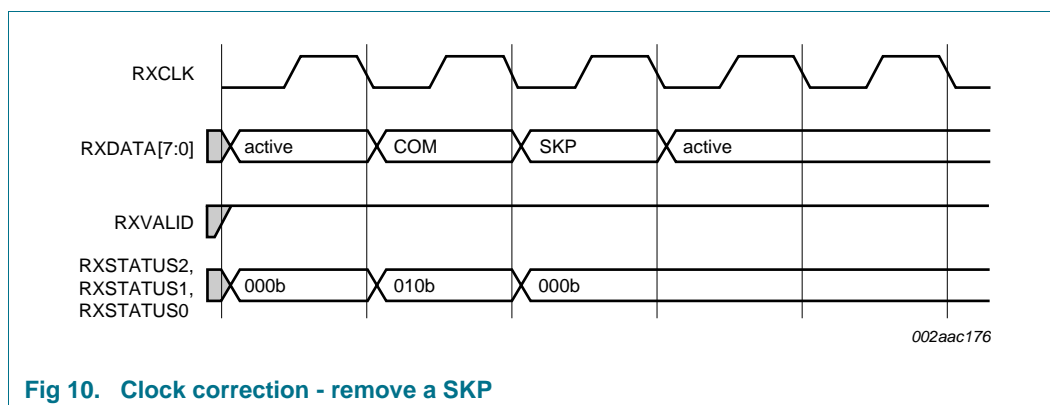 RXCLK
RXDATA[7:0] active COM SKP active
RXVALID
RXSTATUS2,
RXSTATUS1,
RXSTATUS0
000b 010b 000b
002aac176
Fig 10. Clock correction - remove a SKP